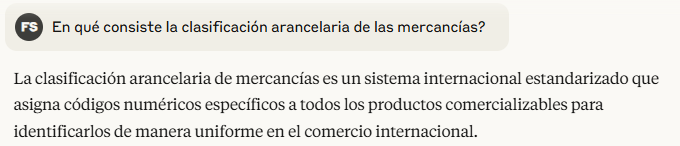 FS En qué consiste la clasificación arancelaria de las mercancías?
La clasificación arancelaria de mercancías es un sistema internacional estandarizado que
asigna códigos numéricos específicos a todos los productos comercializables para
identificarlos de manera uniforme en el comercio internacional.